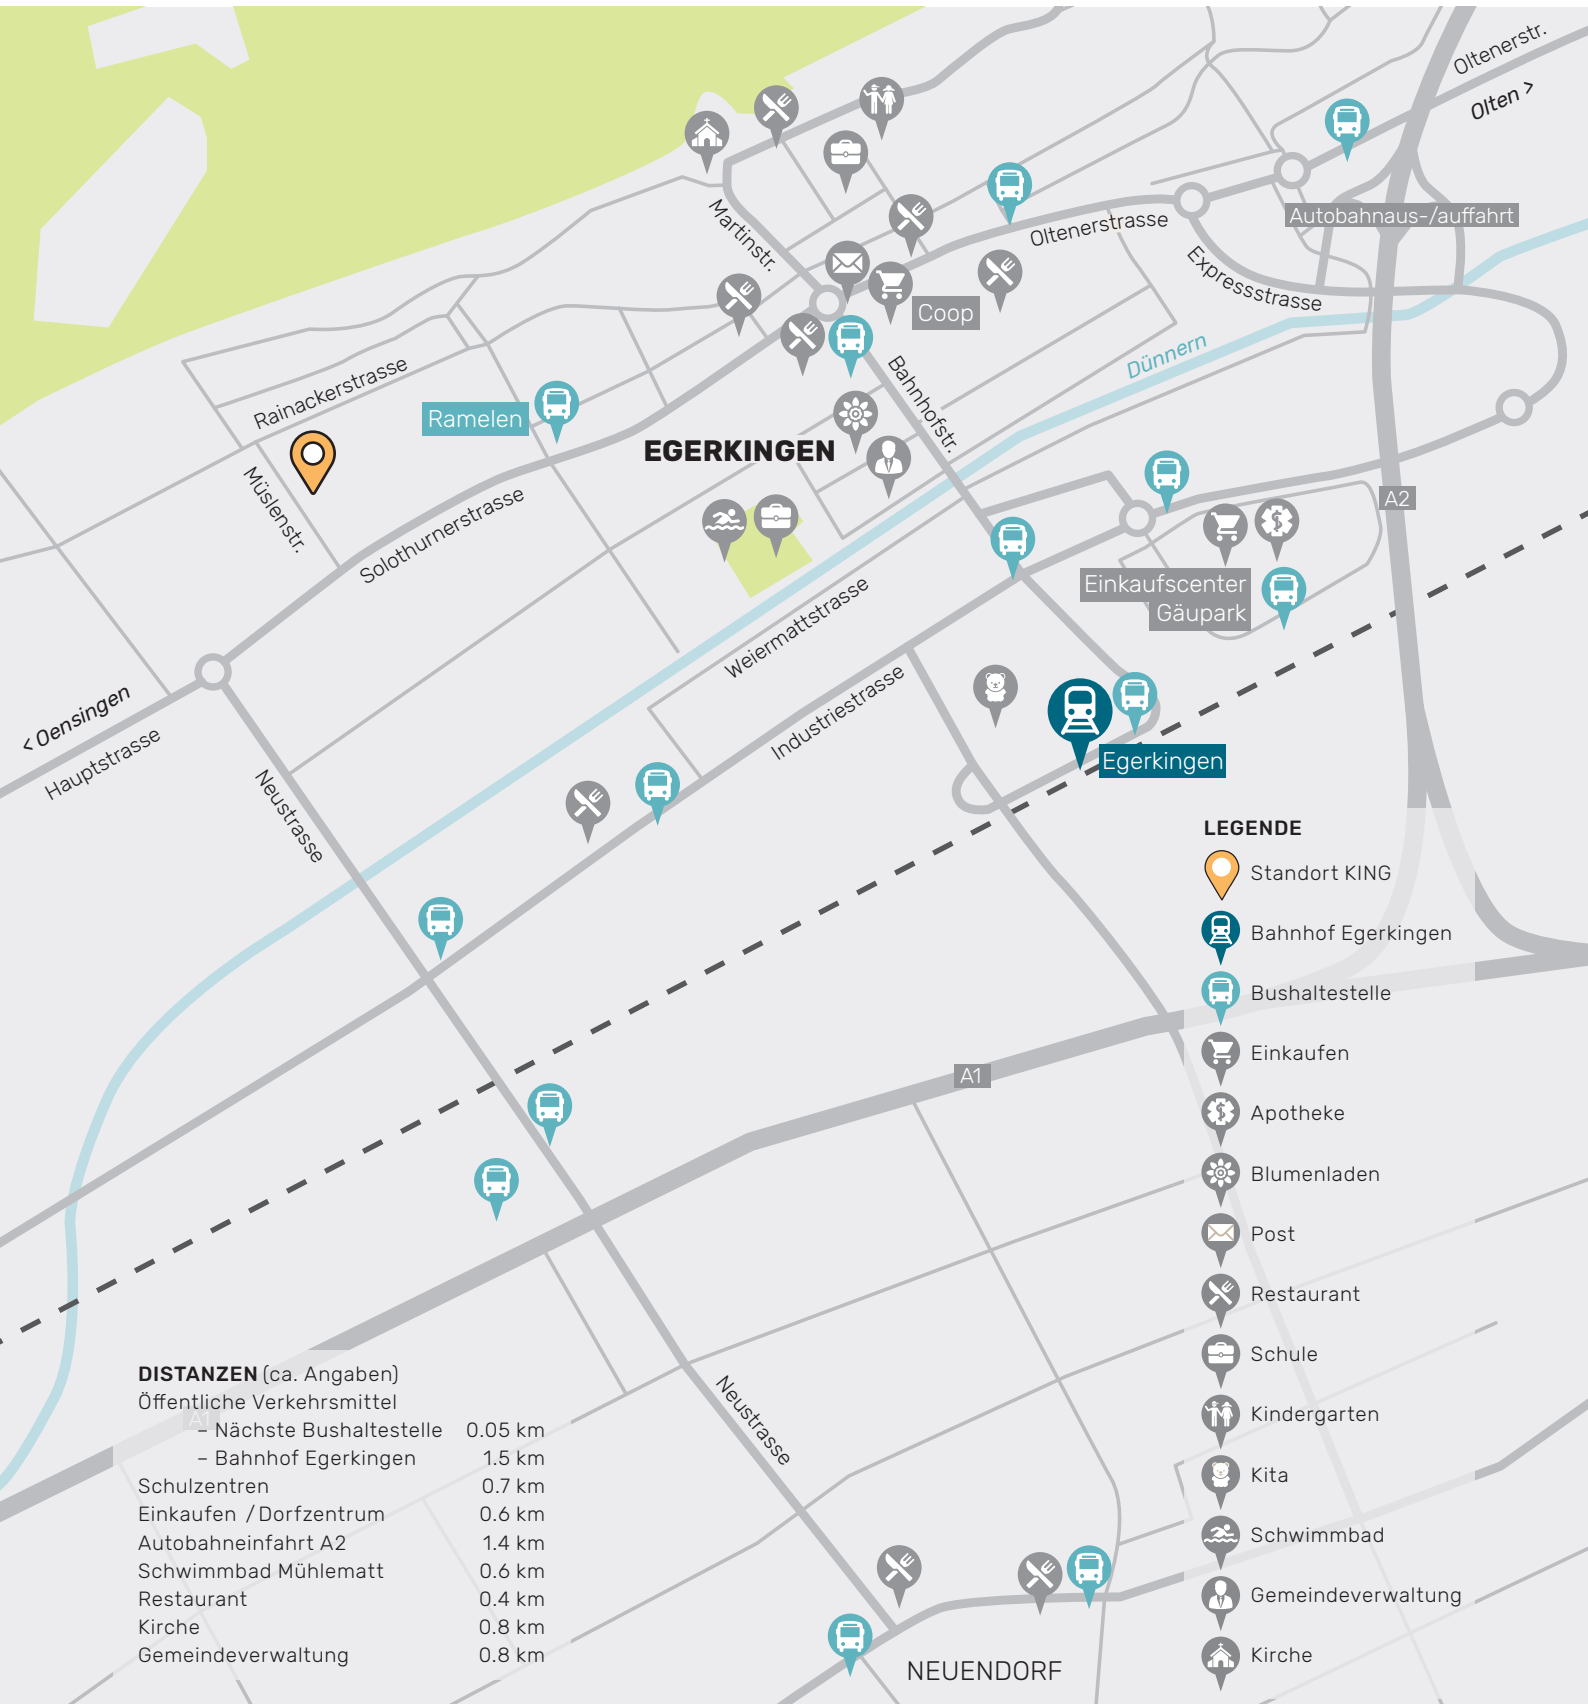 Oltenerstr.
Olten >
Autobahnaus-/auffahrt
Martinstr.
Oltenerstrasse
Expressstrasse
Coop
Dünnern
Rainackerstrasse
Ramelen
Bahnhofstr.
EGERKINGEN
Müslenstr.
Solothurnerstrasse
A2
Einkaufscenter
Gäupark
Weiermattstrasse
< Oensingen
Hauptstrasse
Industriestrasse
Egerkingen
Neustrasse
A1
Neustrasse
NEUENDORF
LEGENDE
Standort KING
Bahnhof Egerkingen
Bushaltestelle
Einkaufen
Apotheke
Blumenladen
Post
Restaurant
Schule
Kindergarten
Kita
Schwimmbad
Gemeindeverwaltung
Kirche
DISTANZEN (ca. Angaben)
Öffentliche Verkehrsmittel
A1
– Nächste Bushaltestelle 0.05 km
– Bahnhof Egerkingen 1.5 km
Schulzentren 0.7 km
Einkaufen / Dorfzentrum 0.6 km
Autobahneinfahrt A2 1.4 km
Schwimmbad Mühlematt 0.6 km
Restaurant 0.4 km
Kirche 0.8 km
Gemeindeverwaltung 0.8 km